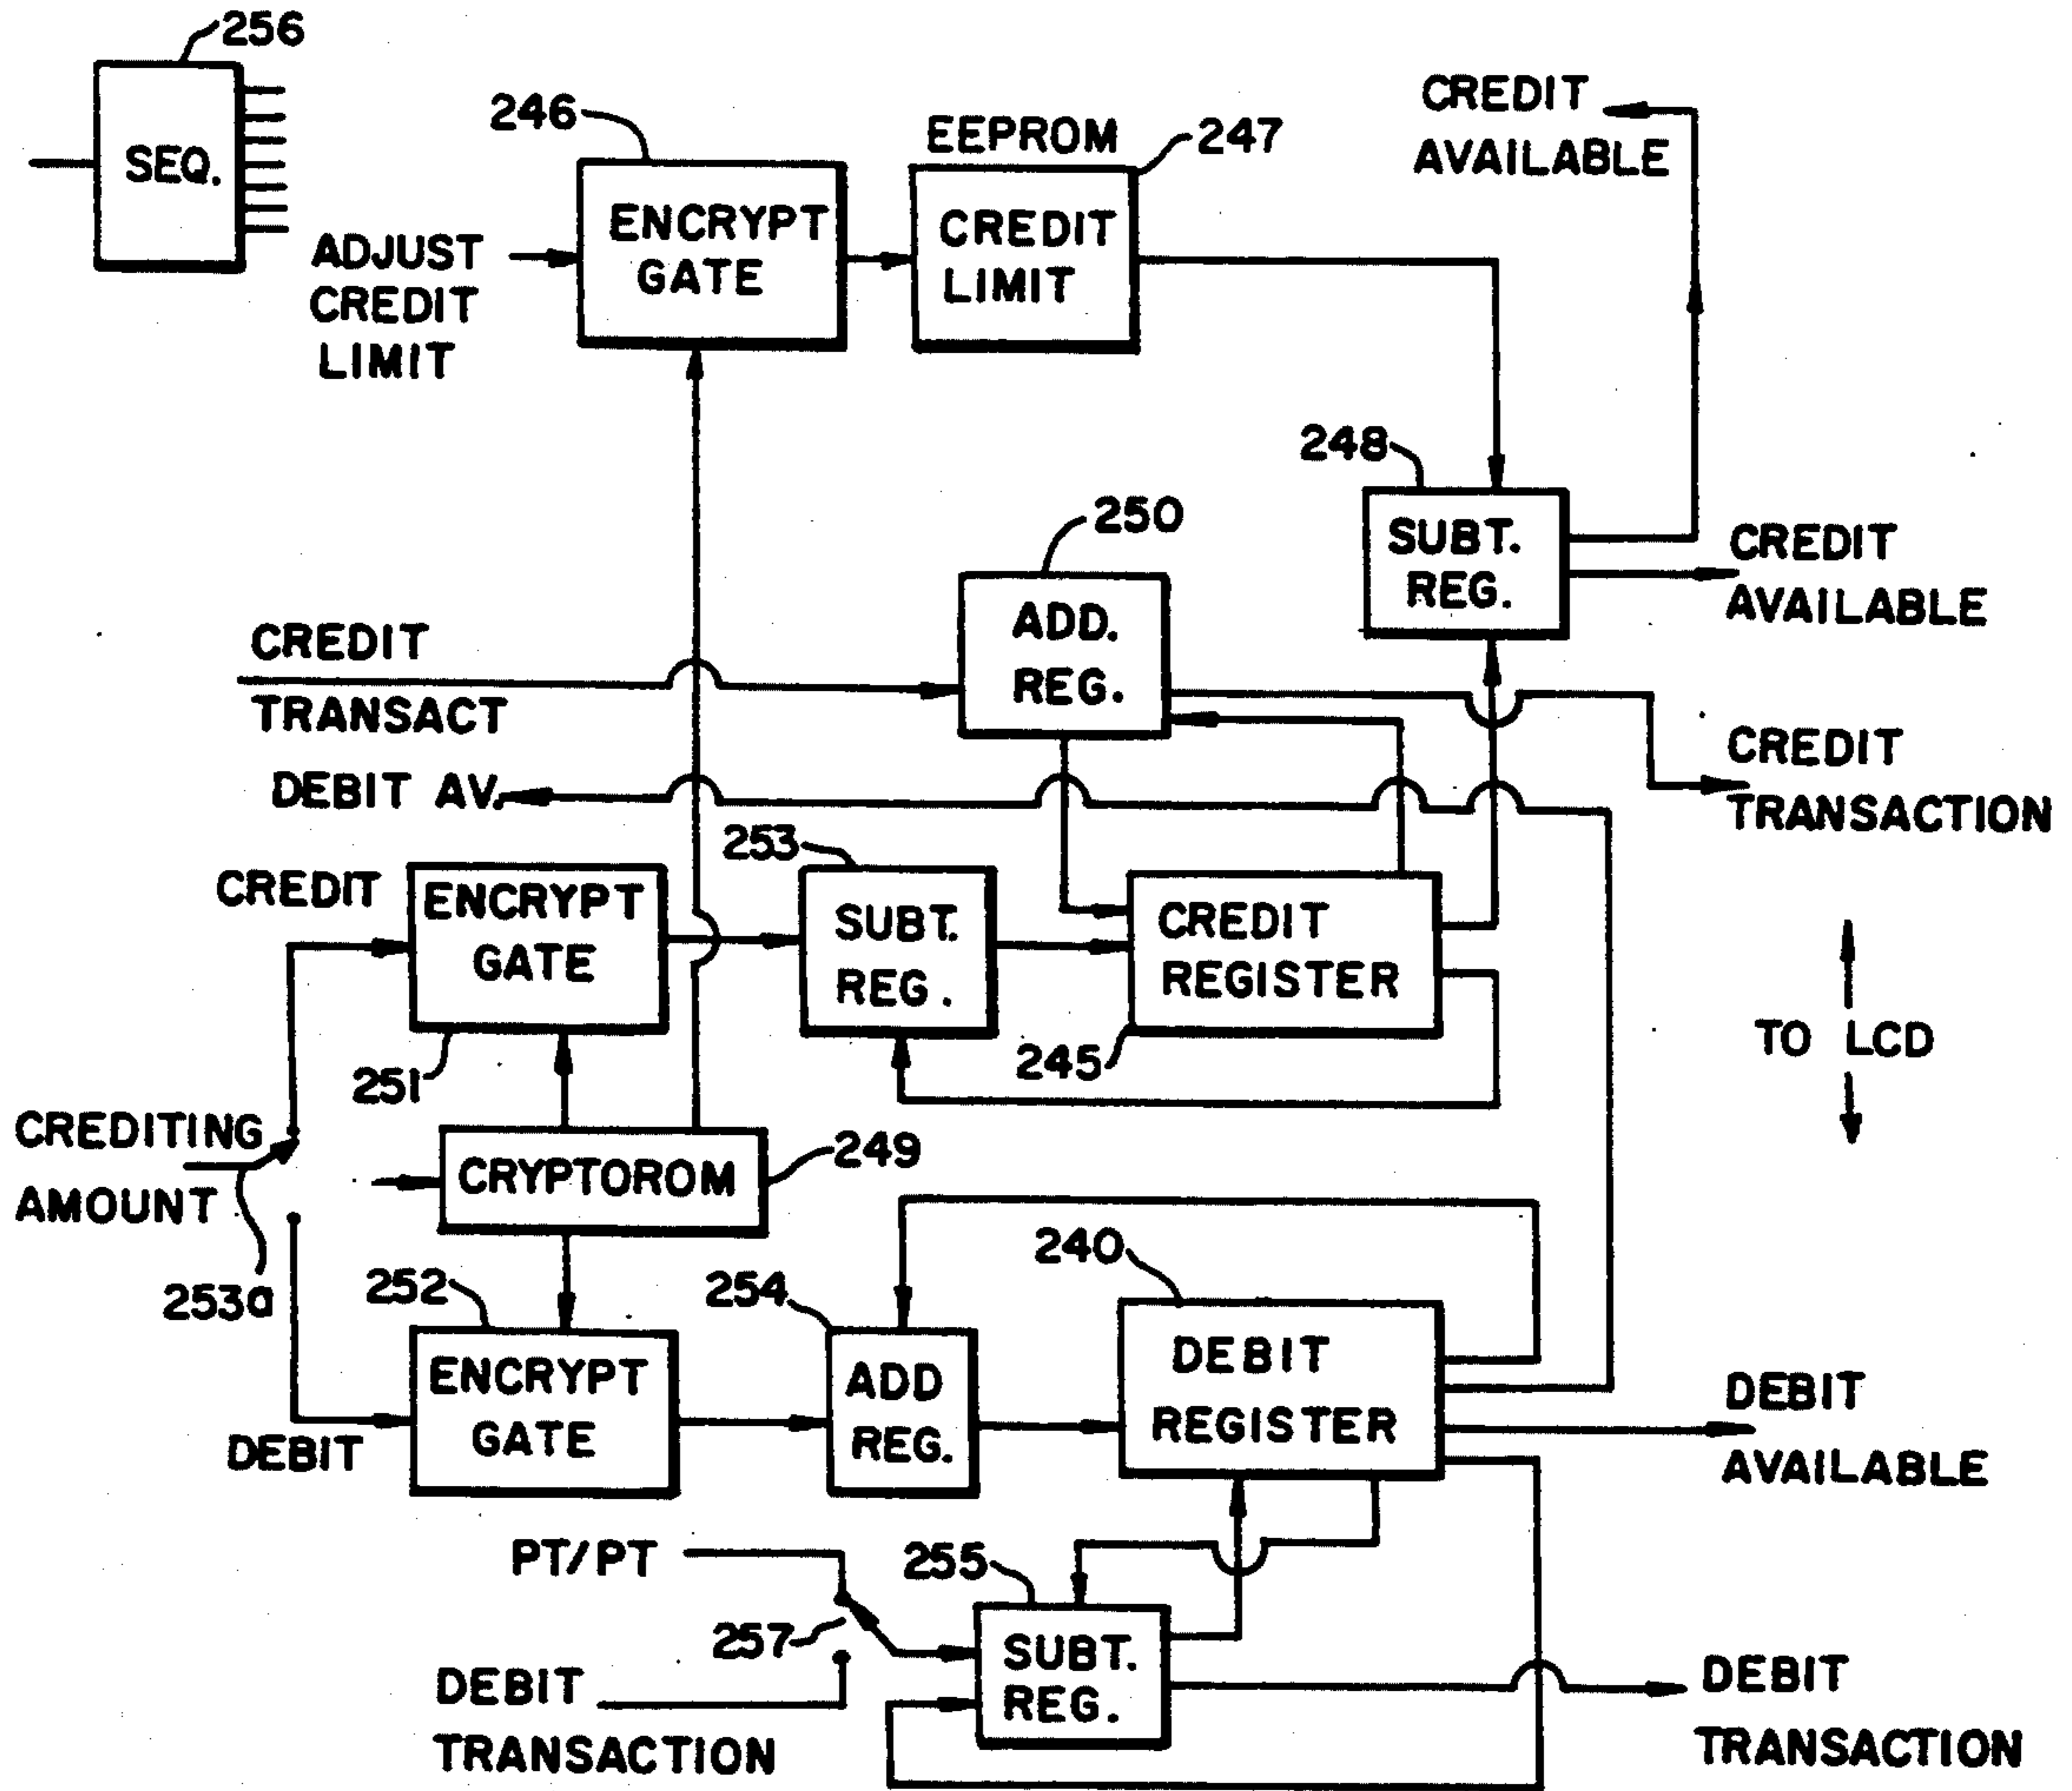 256
SEQ.
246
ENCRYPT
GATE
ADJUST
CREDIT
LIMIT
EEPROM
247
CREDIT
LIMIT
CREDIT
AVAILABLE
248
SUBT.
REG.
CREDIT
AVAILABLE
250
ADD.
REG.
CREDIT
TRANSACT
DEBIT AV.
CREDIT
TRANSACTION
253
CREDIT
ENCRYPT
GATE
251
SUBT.
REG.
CREDIT
REGISTER
245
TO LCD
CREDITING
AMOUNT
253a
CRYPTOROM
249
252
ENCRYPT
GATE
DEBIT
254
ADD
REG.
240
DEBIT
REGISTER
DEBIT
AVAILABLE
PT/PT
257
255
SUBT.
REG.
DEBIT
TRANSACTION
DEBIT
TRANSACTION